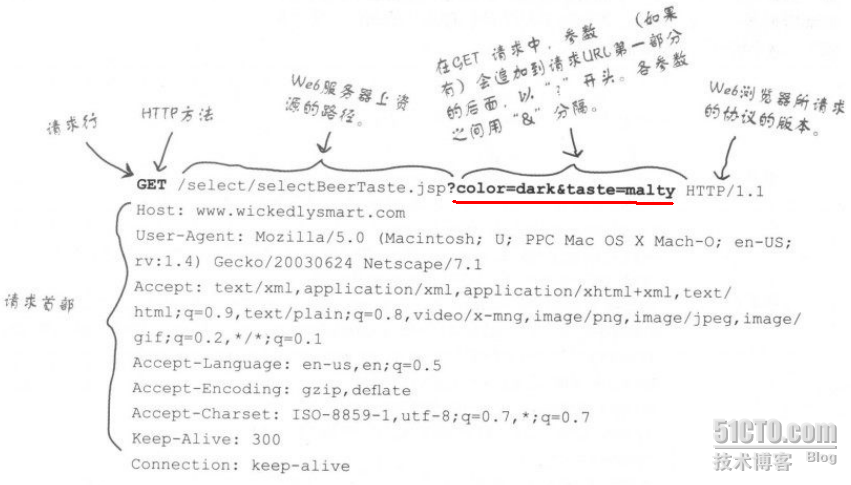 在GET 请求中，参数 （如果
有）会追加到请求URL第一部分
的后面，以“?”开头。各参数
之间用“&”分隔。
Web服务器上资
源的路径。
Web浏览器所请求
的协议的版本。
请求行
HTTP方法
GET /select/selectBeerTaste.jsp?color=dark&taste=malty HTTP/1.1
Host: www.wickedlysmart.com
User-Agent: Mozilla/5.0 (Macintosh; U; PPC Mac OS X Mach-O; en-US;
rv:1.4) Gecko/20030624 Netscape/7.1
Accept: text/xml,application/xml,application/xhtml+xml,text/
html;q=0.9,text/plain;q=0.8,video/x-mng,image/png,image/jpeg,image/
gif;q=0.2,*/*;q=0.1
请求首部
Accept-Language: en-us,en;q=0.5
Accept-Encoding: gzip,deflate
Accept-Charset: ISO-8859-1,utf-8;q=0.7,*;q=0.7
Keep-Alive: 300
Connection: keep-alive
51CTO.com
技术博客 Blog